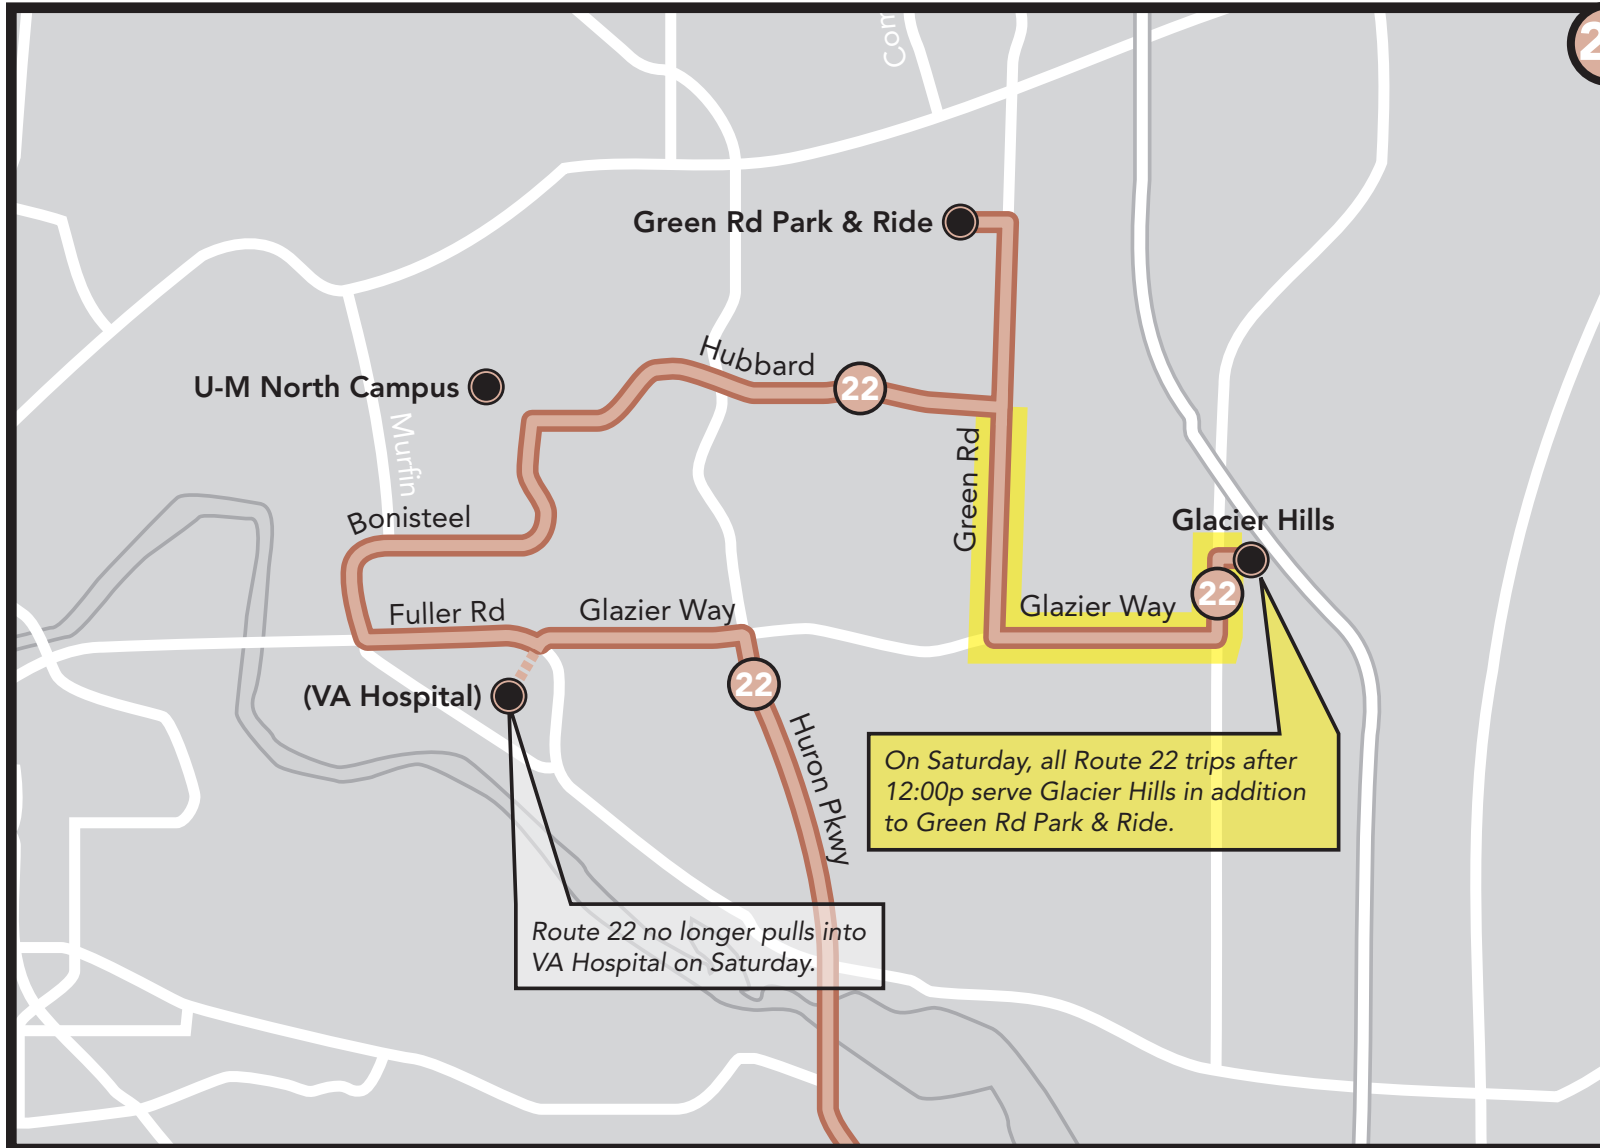 Green Rd Park & Ride
Hubbard
22
U-M North Campus
Murfin
Green Rd
Bonisteel
Glacier Hills
22
Fuller Rd
Glazier Way
Glazier Way
(VA Hospital)
22
Huron Pkwy
On Saturday, all Route 22 trips after
12:00p serve Glacier Hills in addition
to Green Rd Park & Ride.
Route 22 no longer pulls into
VA Hospital on Saturday.